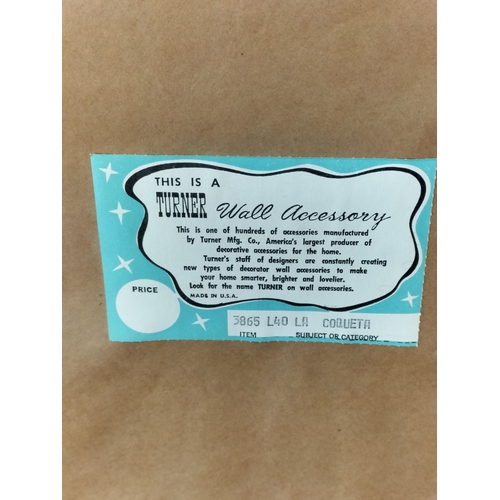 THIS IS A
TURNER Wall Accessory
This is one of hundreds of accessories manufactured
by Turner Mfg. Co., America's largest producer of
decorative accessories for the home.
Turner's staff of designers are constantly creating
new types of decorator wall accessories to make
your home smarter, brighter and lovelier.
Look for the name TURNER on wall accessories.
MADE IN U.S.A.
PRICE
3865 L40 LA COQUETA
ITEM SUBJECT OR CATEGORY